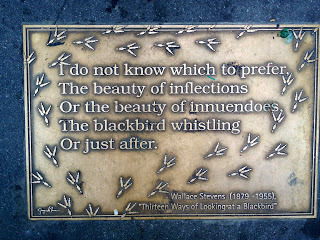 I do not know which to prefer,
The beauty of inflections
Or the beauty of innuendoes,
The blackbird whistling
Or just after.
Wallace Stevens (1879 -1955),
"Thirteen Ways of Looking at a Blackbird"